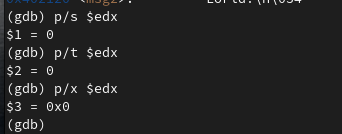 (gdb) p/s $edx
$1 = 0
(gdb) p/t $edx
$2 = 0
(gdb) p/x $edx
$3 = 0x0
(gdb)